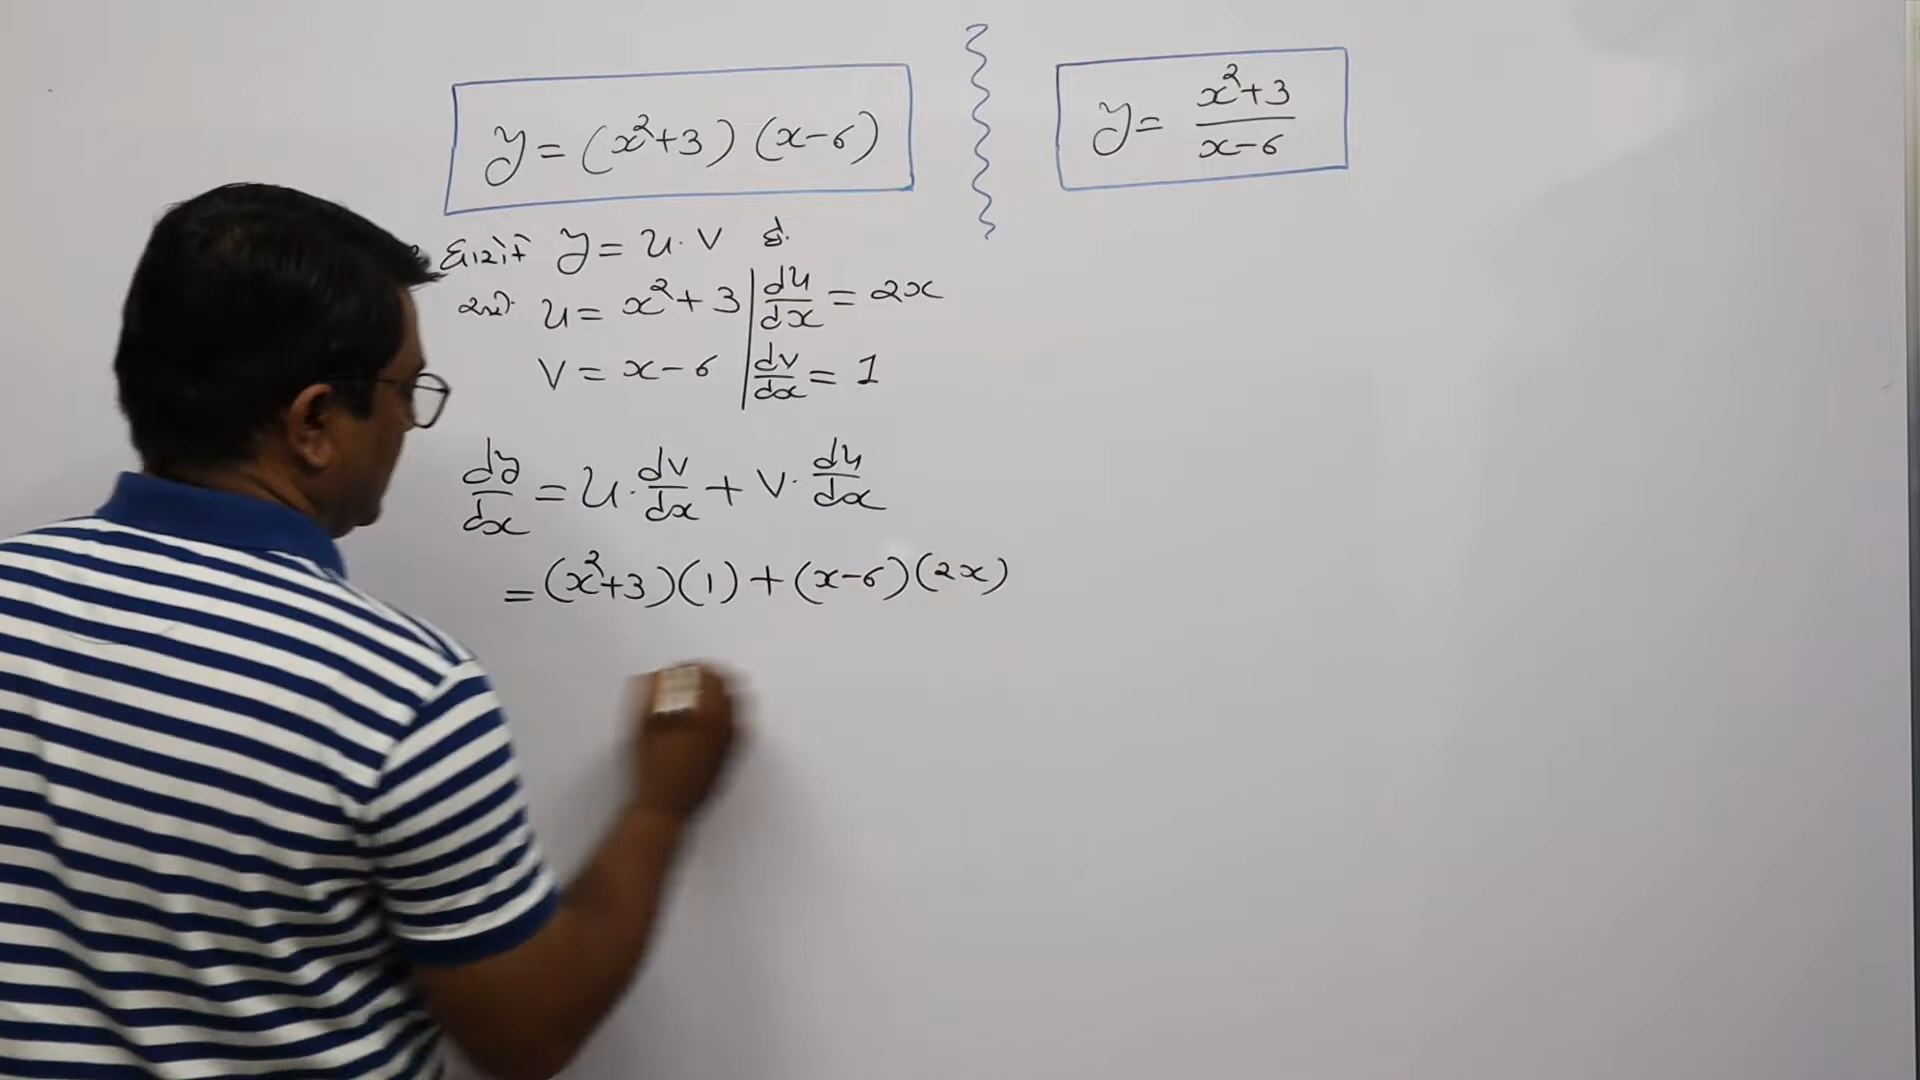 y = (x²+3) (x-6)
y = x²+3 / x-6
ધારોકે y = u. v છે.
અને u = x² + 3 | du/dx = 2x
v = x - 6 | dv/dx = 1
dy/dx = u. dv/dx + v. du/dx
= (x²+3)(1) + (x-6)(2x)